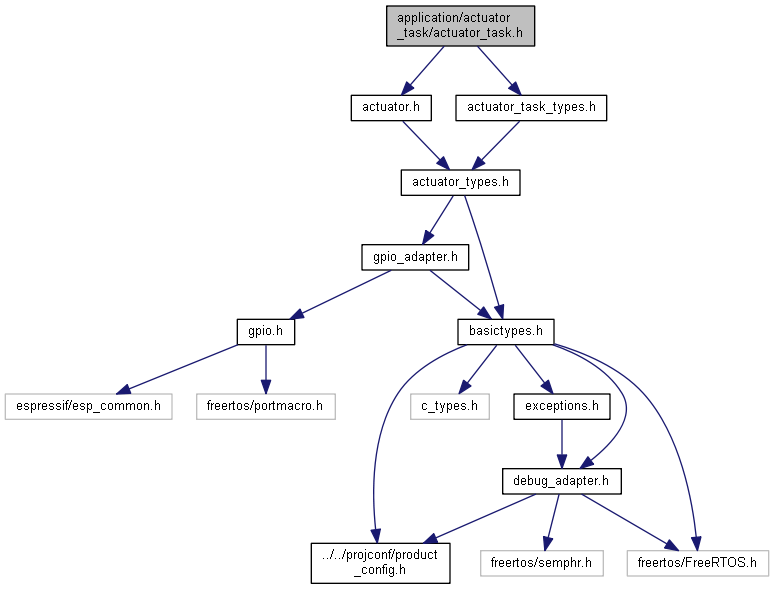 application/actuator
_task/actuator_task.h
actuator.h
actuator_task_types.h
actuator_types.h
gpio_adapter.h
gpio.h
basictypes.h
espressif/esp_common.h
freertos/portmacro.h
c_types.h
exceptions.h
debug_adapter.h
../../projconf/product
_config.h
freertos/semphr.h
freertos/FreeRTOS.h